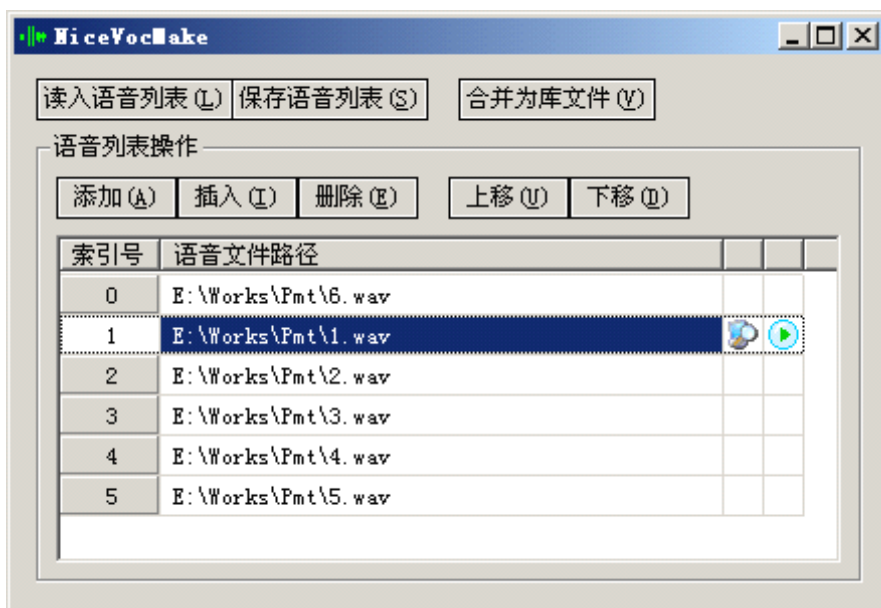 NiceVocMake
读入语音列表(L) 保存语音列表(S) 合并为库文件(V)
语音列表操作
添加(A) 插入(I) 删除(E) 上移(U) 下移(D)
索引号 语音文件路径
0 E:\Works\Pmt\6.wav
1 E:\Works\Pmt\1.wav
2 E:\Works\Pmt\2.wav
3 E:\Works\Pmt\3.wav
4 E:\Works\Pmt\4.wav
5 E:\Works\Pmt\5.wav